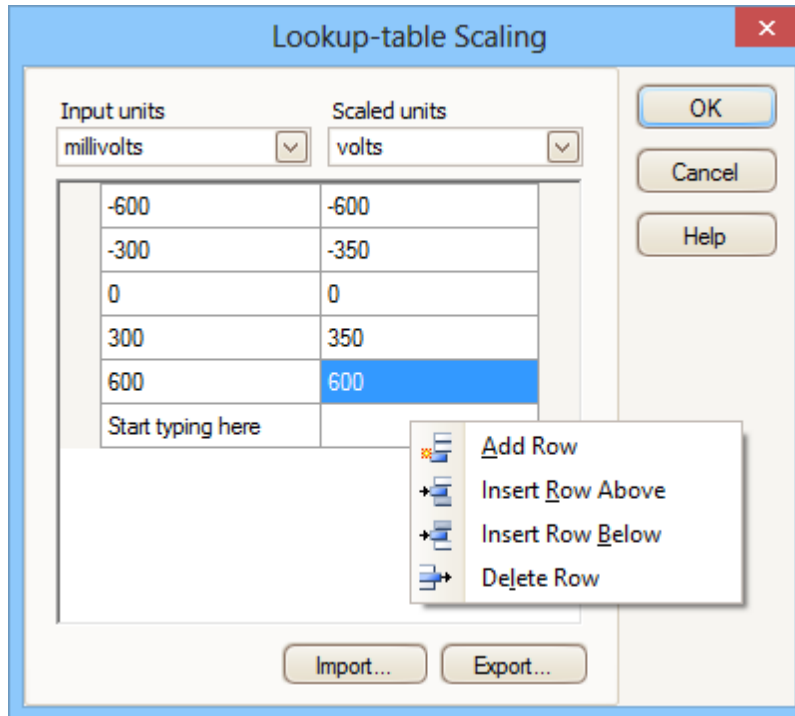 Lookup-table Scaling
Input units Scaled units
millivolts volts
-600 -600
-300 -350
0 0
300 350
600 600
Start typing here
OK
Cancel
Help
Add Row
Insert Row Above
Insert Row Below
Delete Row
Import... Export...